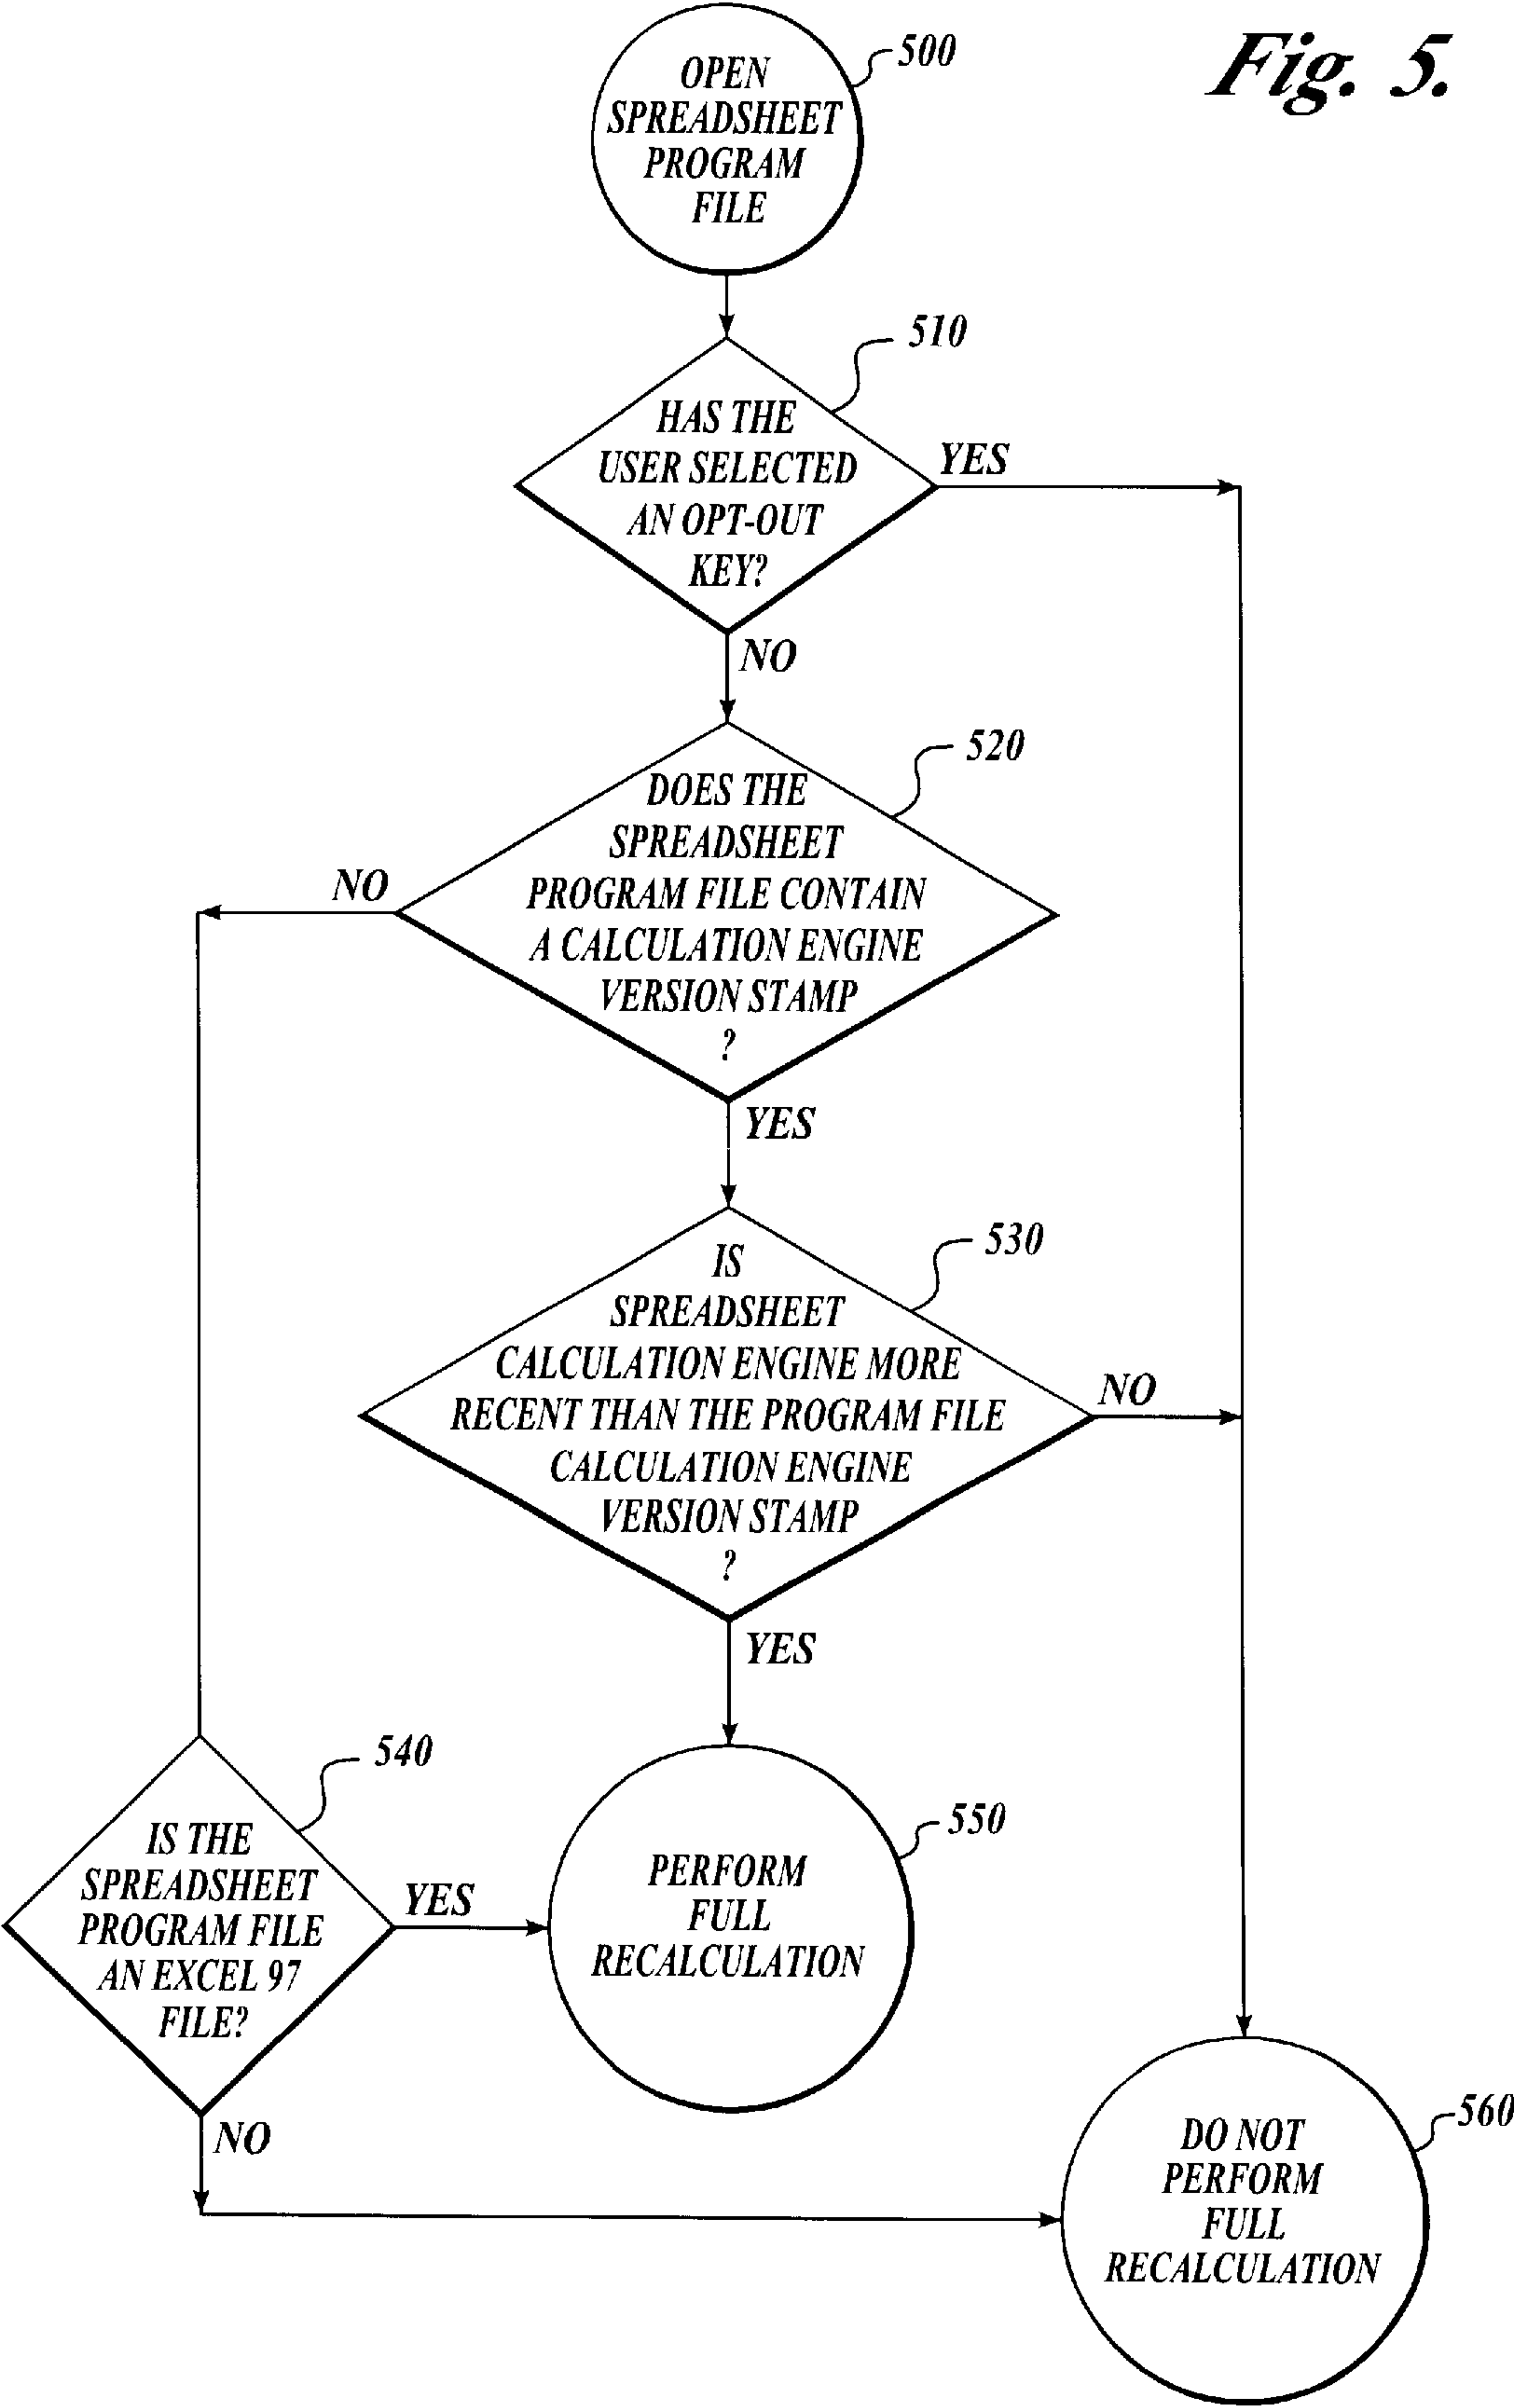 Fig. 5.
500
OPEN
SPREADSHEET
PROGRAM
FILE
510
HAS THE
USER SELECTED
AN OPT-OUT
KEY?
YES
NO
520
DOES THE
SPREADSHEET
PROGRAM FILE CONTAIN
A CALCULATION ENGINE
VERSION STAMP
?
NO
YES
530
IS
SPREADSHEET
CALCULATION ENGINE MORE
RECENT THAN THE PROGRAM FILE
CALCULATION ENGINE
VERSION STAMP
?
NO
YES
540
IS THE
SPREADSHEET
PROGRAM FILE
AN EXCEL 97
FILE?
YES
NO
550
PERFORM
FULL
RECALCULATION
560
DO NOT
PERFORM
FULL
RECALCULATION